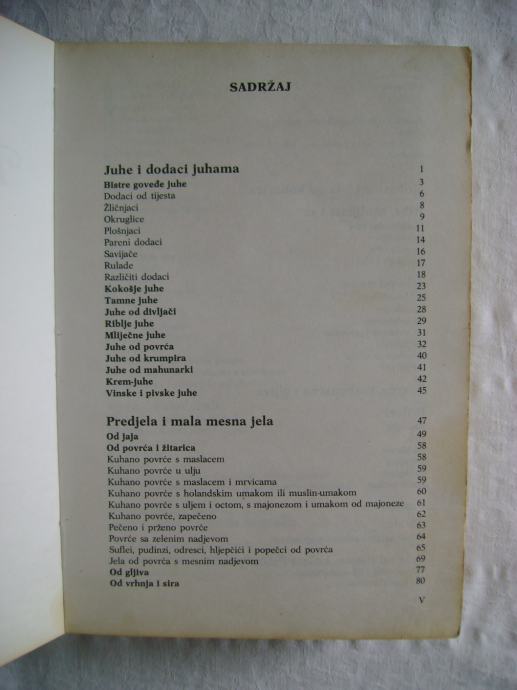 SADRŽAJ
Juhe i dodaci juhama 1
Bistre goveđe juhe 3
Dodaci od tijesta 6
Žličnjaci 8
Okruglice 9
Plošnjaci 11
Pareni dodaci 14
Savijače 16
Rulade 17
Različiti dodaci 18
Kokošje juhe 23
Tamne juhe 25
Juhe od divljači 28
Riblje juhe 29
Mliječne juhe 31
Juhe od povrća 32
Juhe od krumpira 40
Juhe od mahunarki 41
Krem-juhe 42
Vinske i pivske juhe 45
Predjela i mala mesna jela 47
Od jaja 49
Od povrća i žitarica 58
Kuhano povrće s maslacem 58
Kuhano povrće u ulju 59
Kuhano povrće s maslacem i mrvicama 59
Kuhano povrće s holandskim umakom ili muslin-umakom 60
Kuhano povrće s uljem i octom, s majonezom i umakom od majoneze 61
Kuhano povrće, zapečeno 62
Pečeno i prženo povrće 63
Povrće sa zelenim nadjevom 64
Suflei, pudinzi, odresci, hljepčići i popečci od povrća 65
Jela od povrća s mesnim nadjevom 69
Od gljiva 77
Od vrhnja i sira 80
V